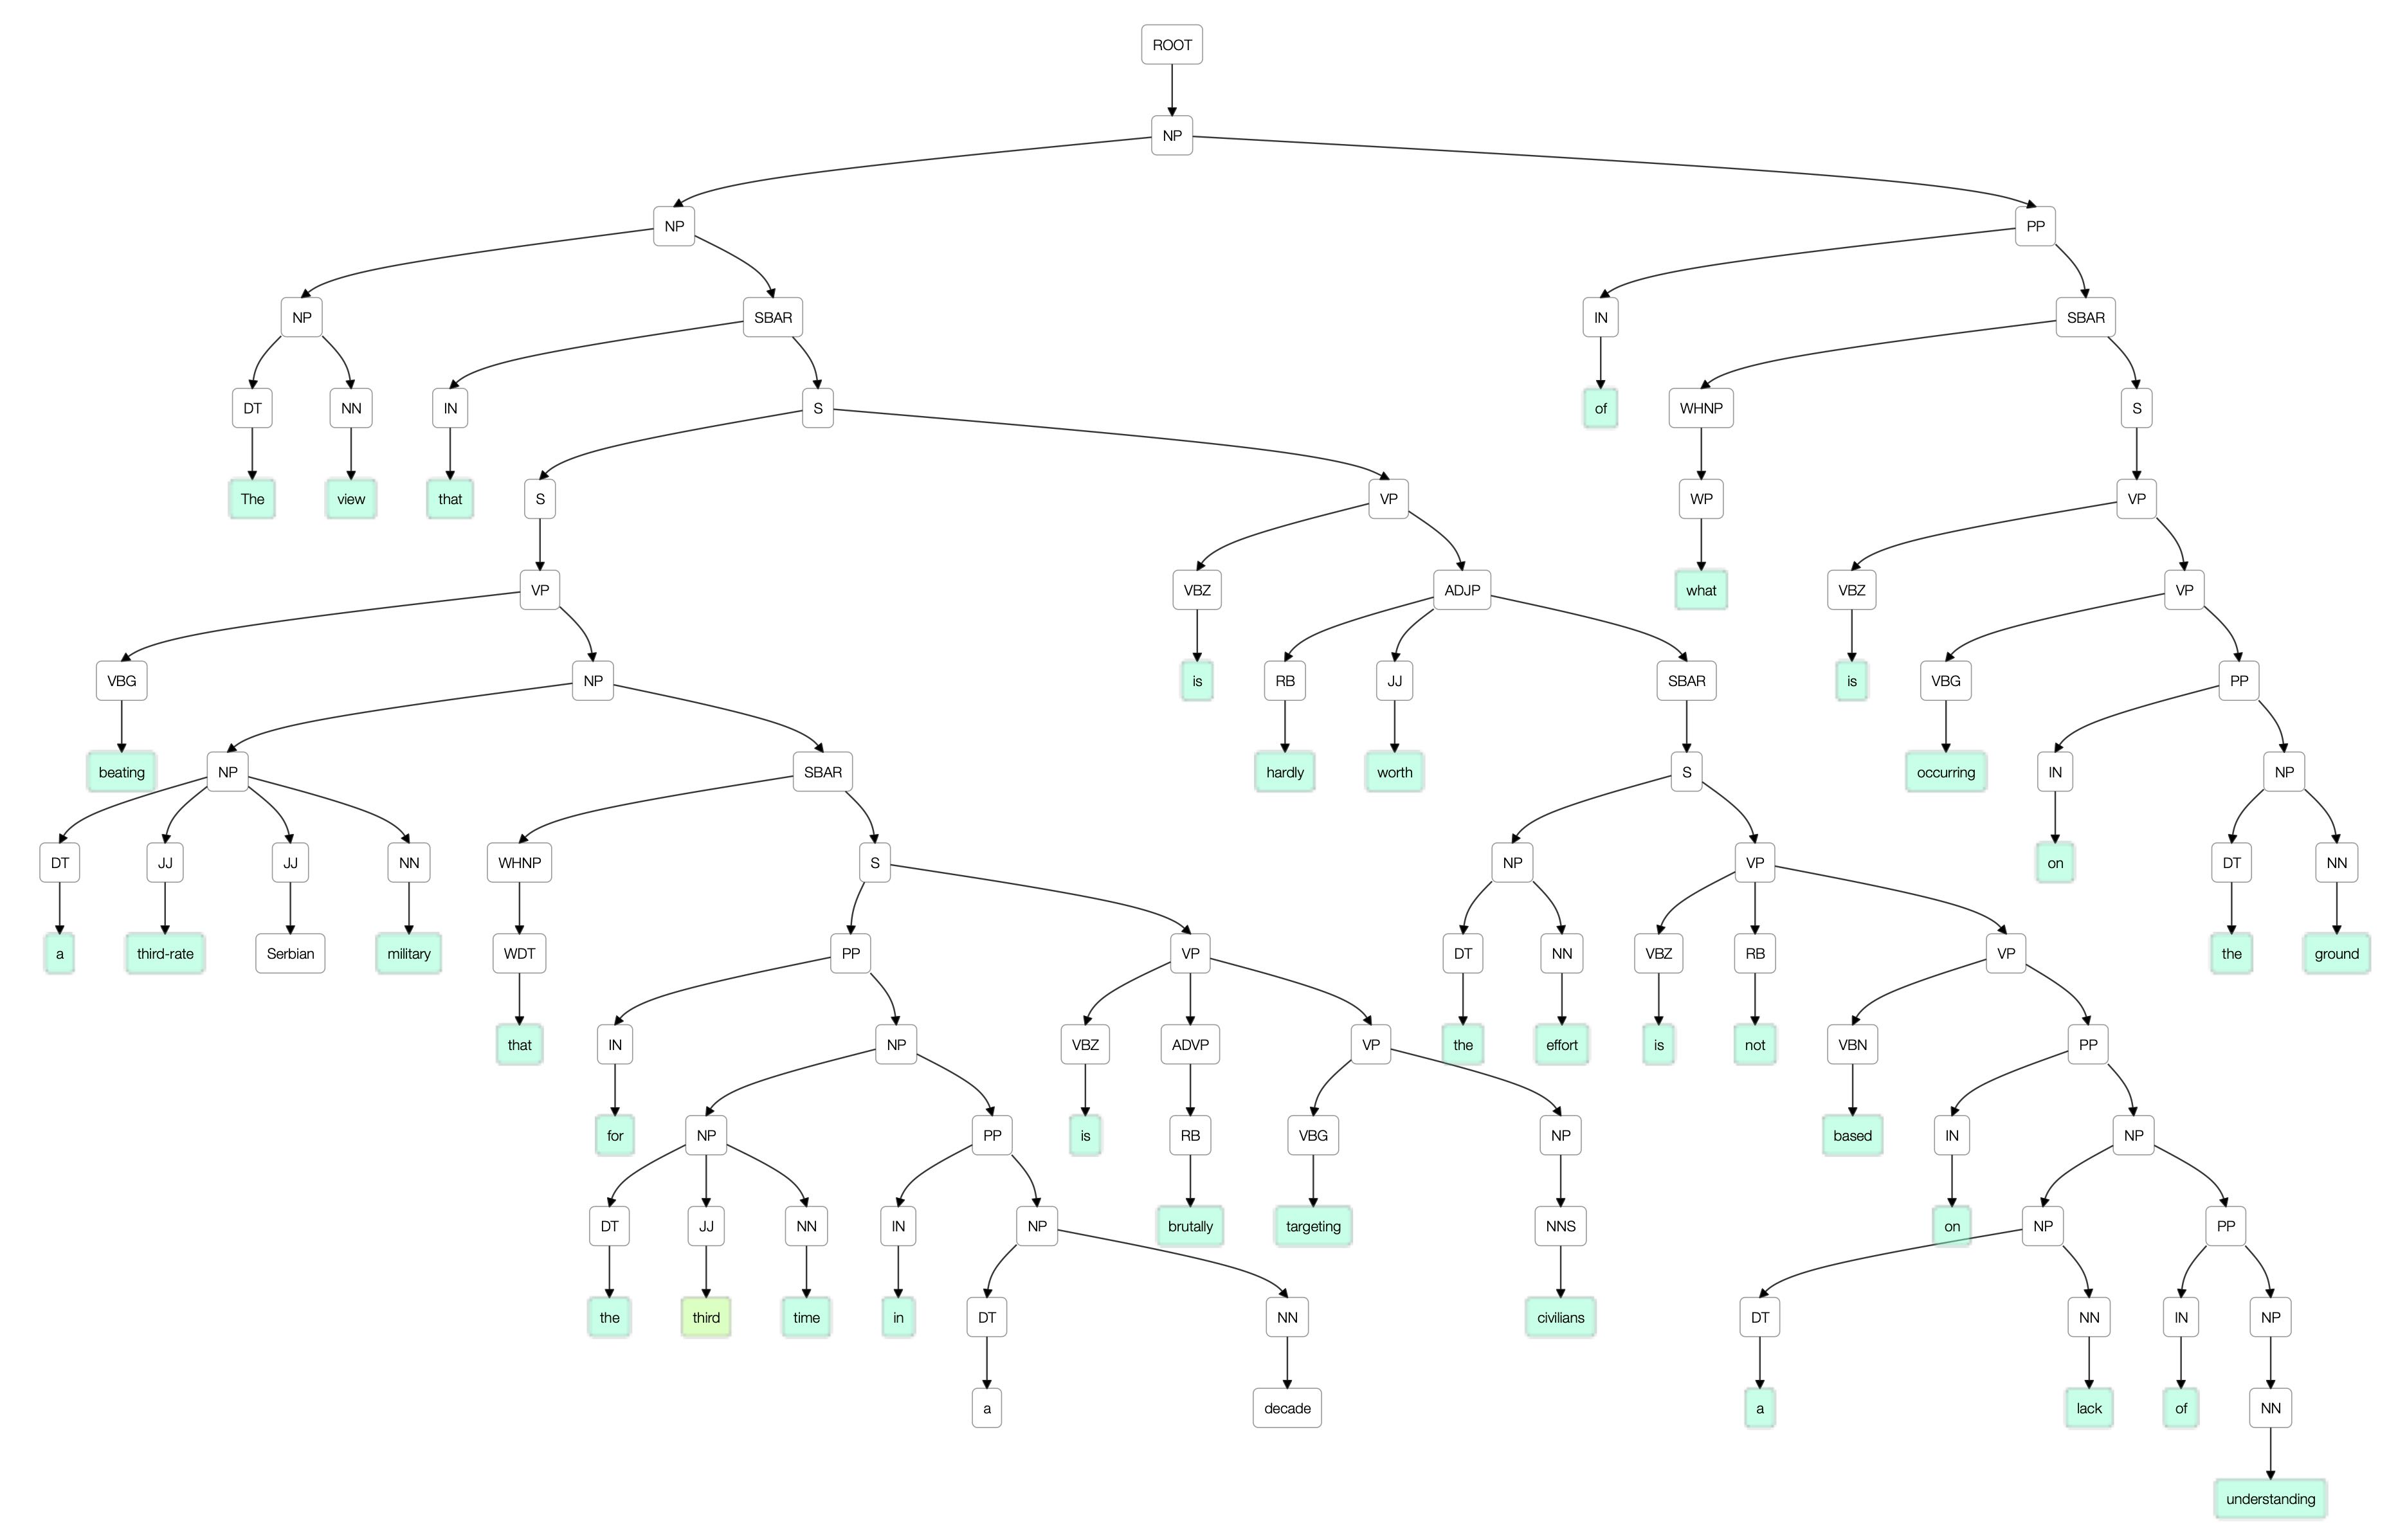 ROOT
NP
NP PP
NP SBAR IN SBAR
DT NN IN S of WHNP S
The view that S VP WP VP
VP VBZ ADJP what VBZ VP
VBG NP is RB JJ SBAR is VBG PP
beating NP SBAR hardly worth S occurring IN NP
DT JJ JJ NN WHNP S NP VP on DT NN
a third-rate Serbian military WDT PP VP DT NN VBZ RB VP the ground
that IN NP VBZ ADVP VP the effort is not VBN PP
for NP PP is RB VBG NP based IN NP
DT JJ NN IN NP brutally targeting NNS on NP PP
the third time in DT NN civilians DT NN IN NP
a decade a lack of NN
understanding